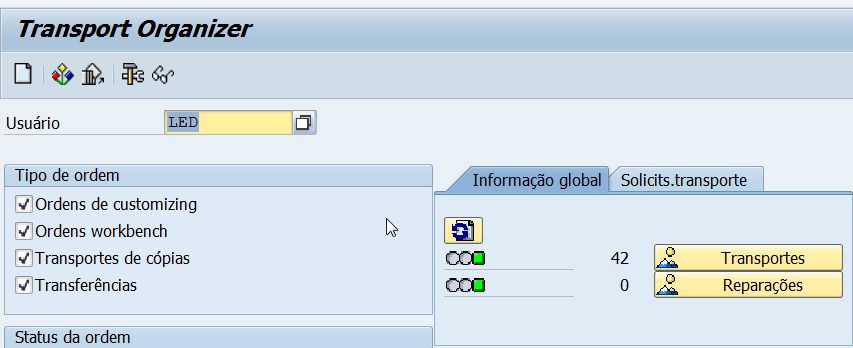 Transport Organizer
Usuário LED
Tipo de ordem
Ordens de customizing
Ordens workbench
Transportes de cópias
Transferências
Status da ordem
Informação global Solicits.transporte
42 Transportes
0 Reparações